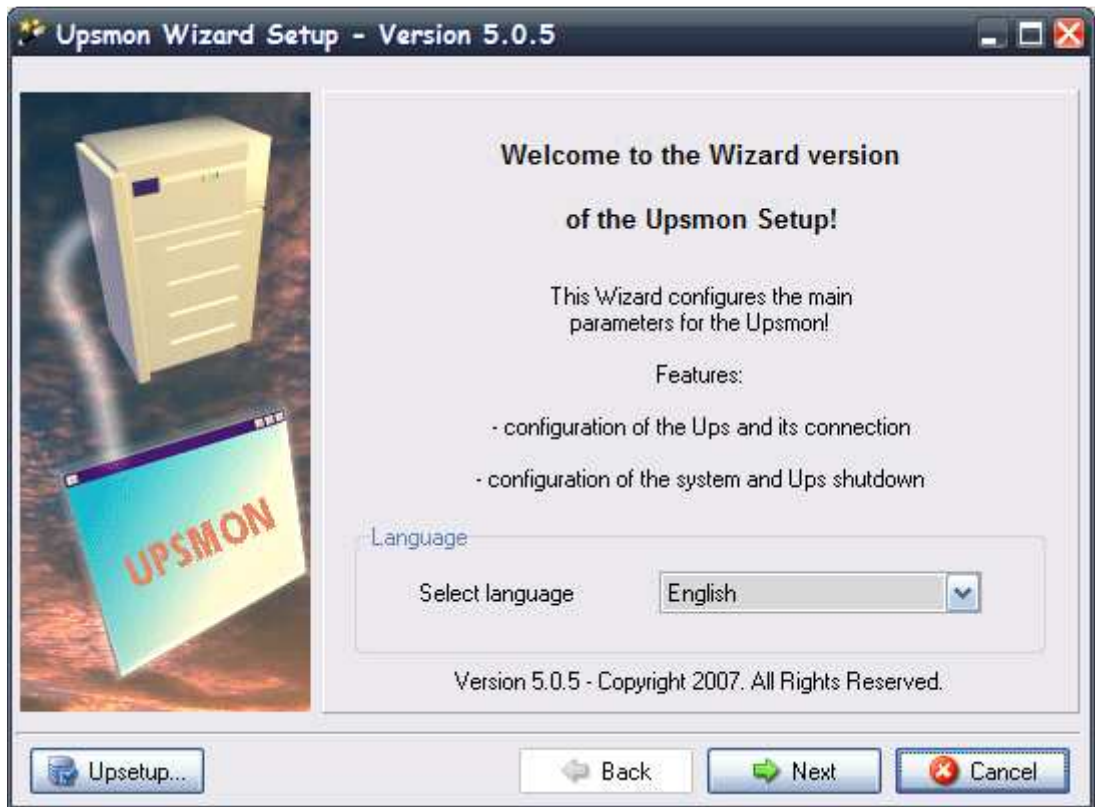 Upsmon Wizard Setup - Version 5.0.5
Welcome to the Wizard version
of the Upsmon Setup!
This Wizard configures the main
parameters for the Upsmon!
Features:
- configuration of the Ups and its connection
- configuration of the system and Ups shutdown
UPSMON
Language
Select language English
Version 5.0.5 - Copyright 2007. All Rights Reserved.
Upsetup... Back Next Cancel